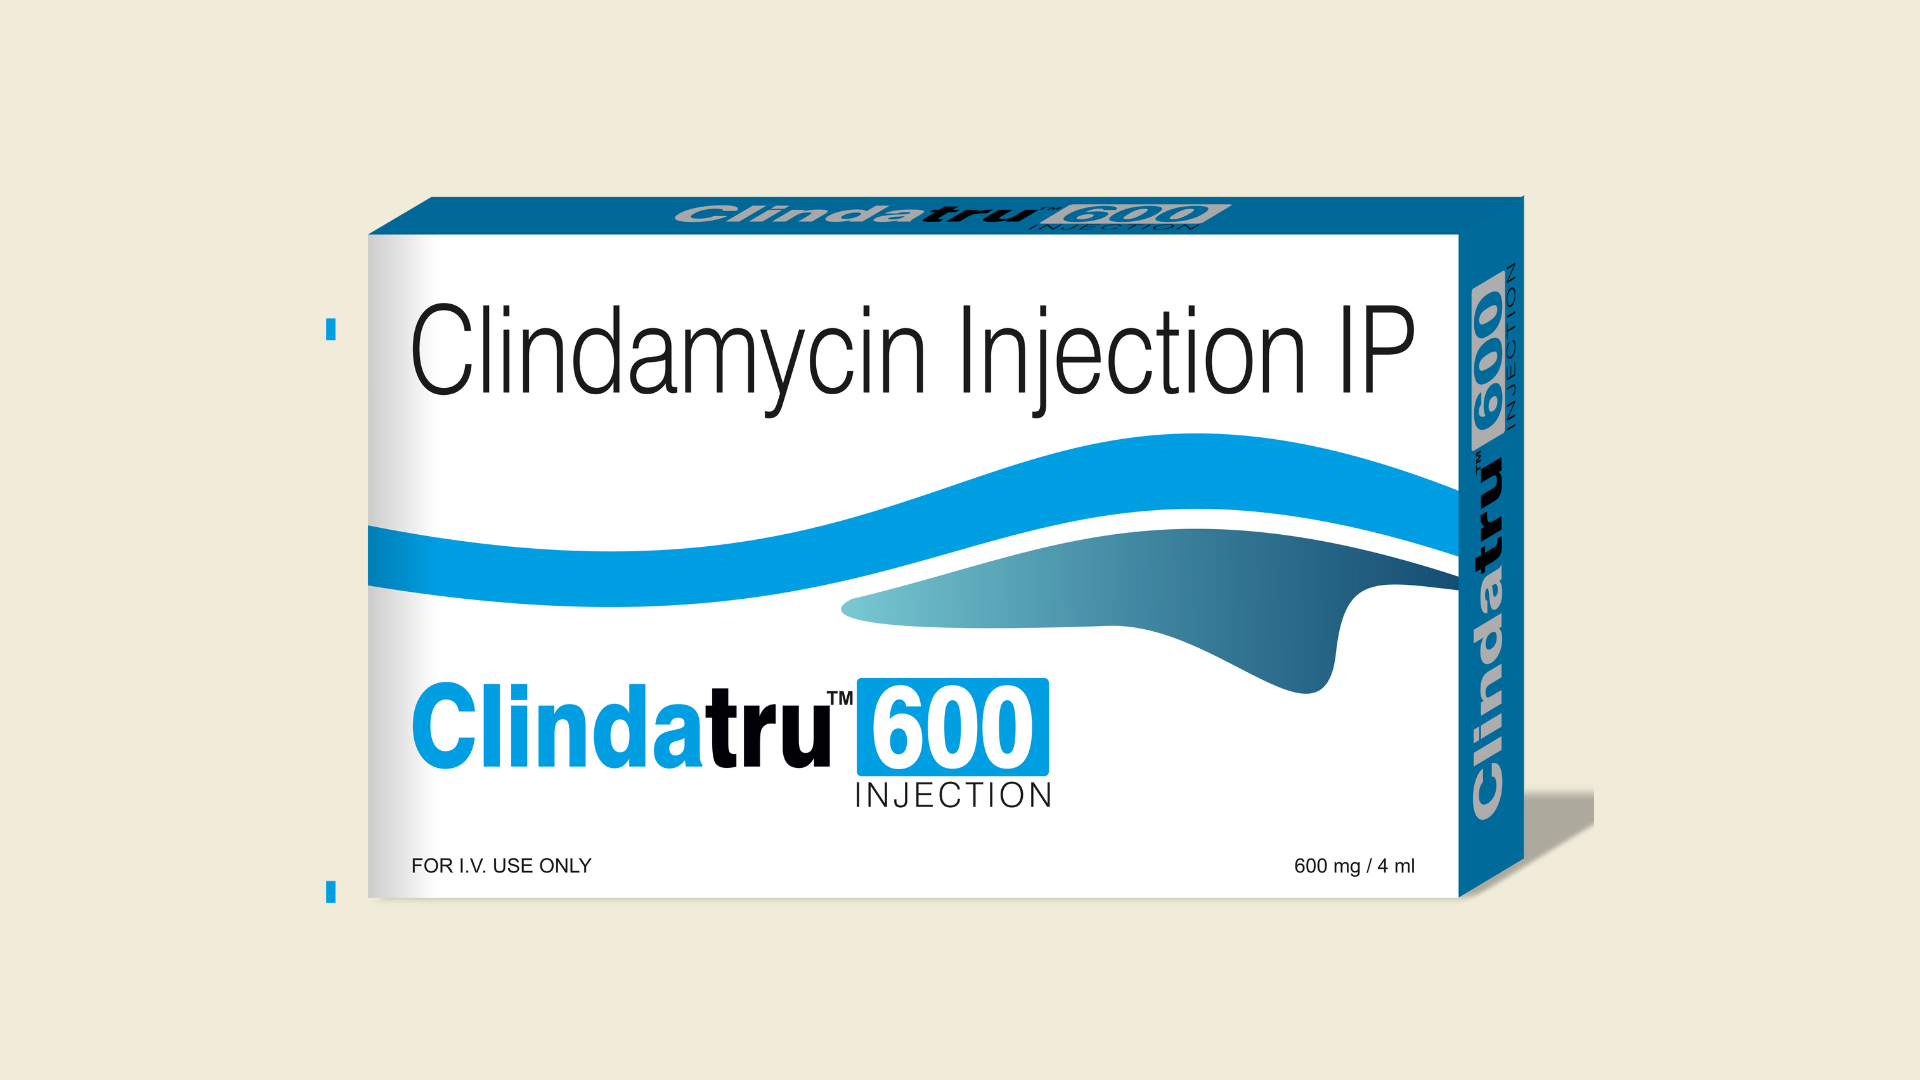 Clindatru™ 600
INJECTION
Clindamycin Injection IP
Clindatru™ 600
INJECTION
FOR I.V. USE ONLY
600 mg / 4 ml
Clindatru™ 600
INJECTION